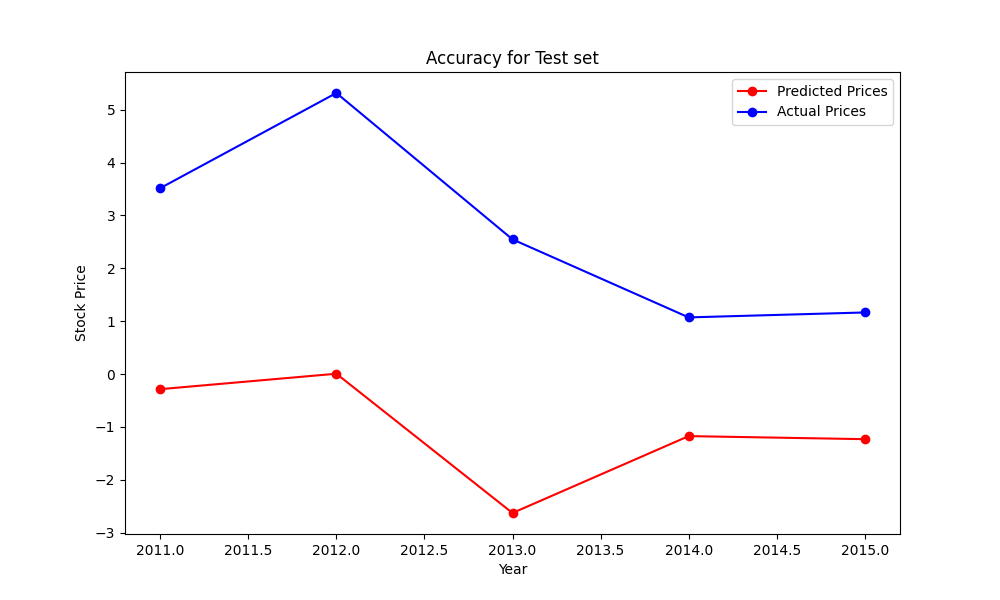 Accuracy for Test set
Predicted Prices
Actual Prices
5
4
3
2
1
0
−1
−2
−3
Stock Price
2011.0 2011.5 2012.0 2012.5 2013.0 2013.5 2014.0 2014.5 2015.0
Year